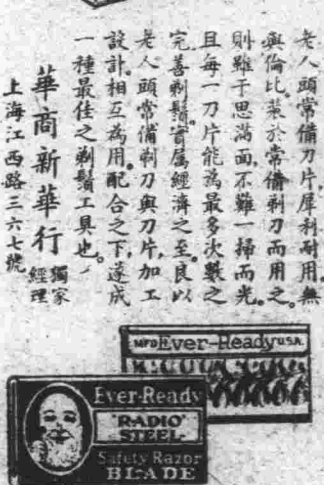 老人頭常備刀片,犀利耐用,無
與倫比。裝於常備剃刀而用之。
則雖于思滿面,不難一掃而光。
且每一刀片能為最多次數之
完善剃鬚。實屬經濟之至。良以
老人頭常備剃刀與刀片,加工
設計。相互為用。配合之下,遂成
一種最佳之剃鬚工具也。
華商新華行 獨家經理
上海江西路三六七號
MFD Ever-Ready U.S.A.
Ever-Ready
"RADIO"
STEEL
Safety Razor
BLADE